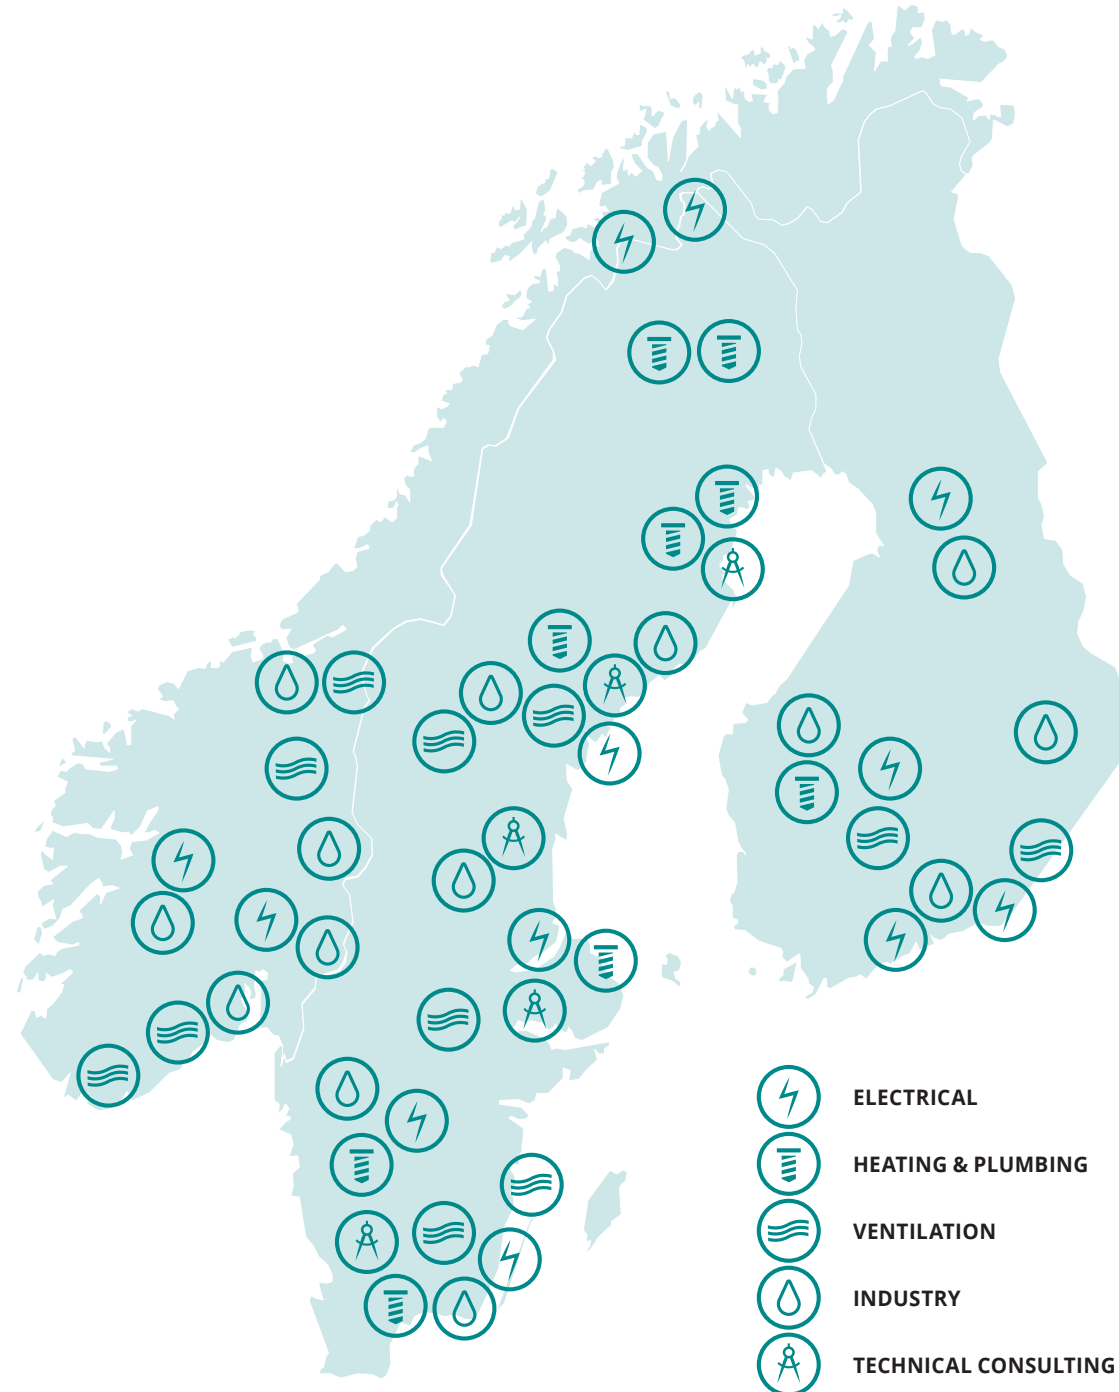 ELECTRICAL
HEATING & PLUMBING
VENTILATION
INDUSTRY
TECHNICAL CONSULTING